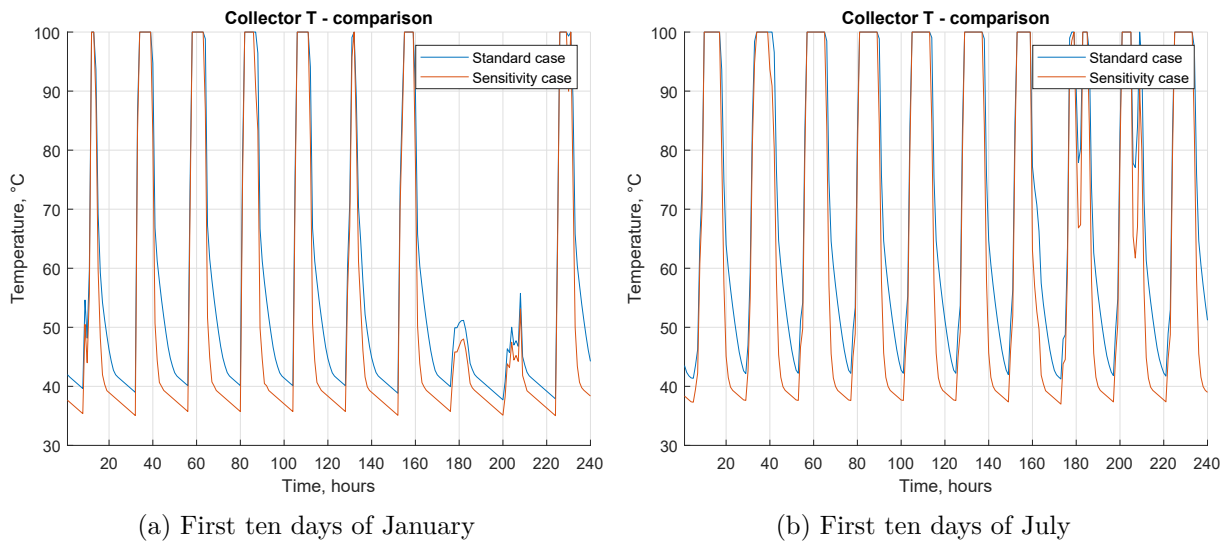 Collector T - comparison
Standard case
Sensitivity case
100
90
80
70
60
50
40
30
Temperature, °C
20 40 60 80 100 120 140 160 180 200 220 240
Time, hours
(a) First ten days of January
Collector T - comparison
Standard case
Sensitivity case
100
90
80
70
60
50
40
30
Temperature, °C
20 40 60 80 100 120 140 160 180 200 220 240
Time, hours
(b) First ten days of July